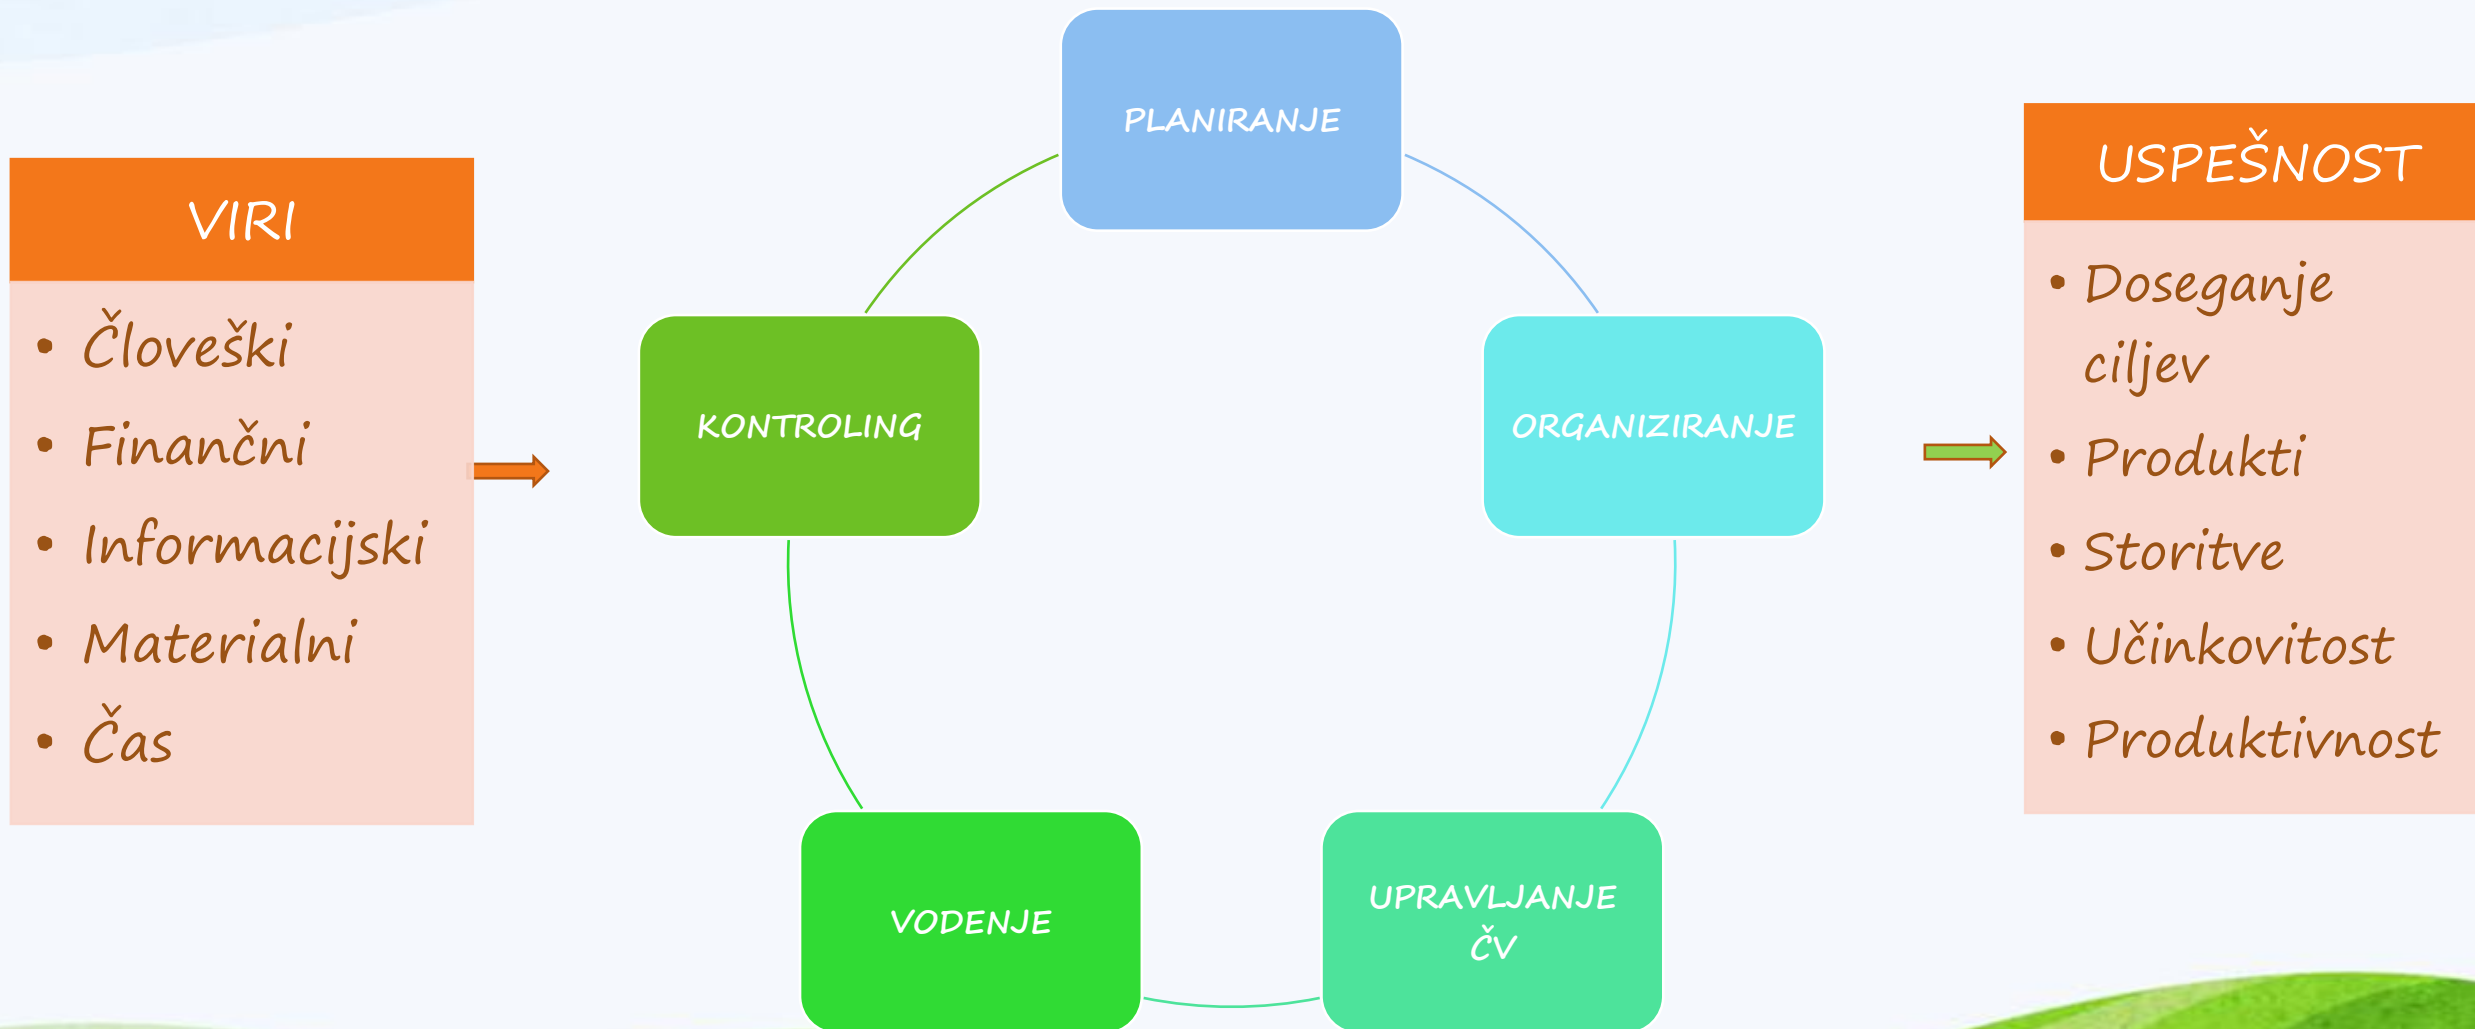 VIRI
• Človeški
• Finančni
• Informacijski
• Materialni
• Čas
PLANIRANJE
ORGANIZIRANJE
UPRAVLJANJE
ČV
VODENJE
KONTROLING
USPEŠNOST
• Doseganje
ciljev
• Produkti
• Storitve
• Učinkovitost
• Produktivnost